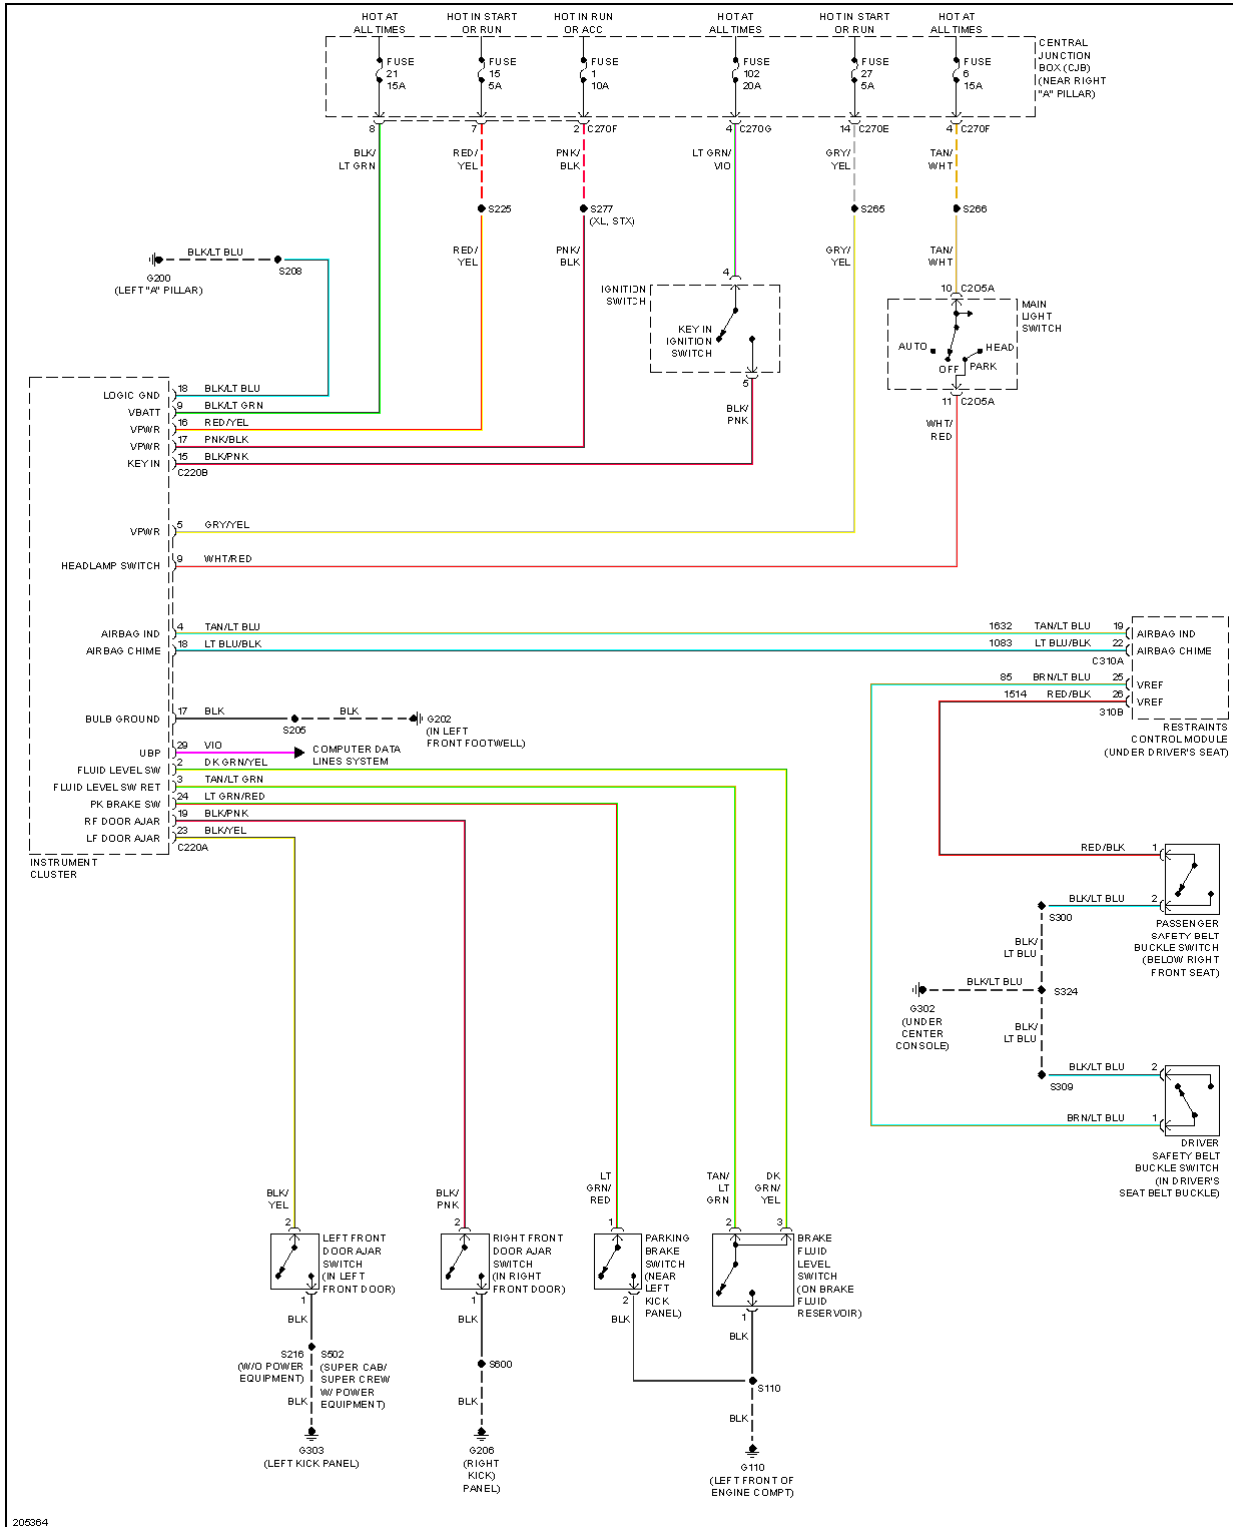 HOT AT
ALL TIMES
HOT IN START
OR RUN
HOT IN RUN
OR ACC
HOT AT
ALL TIMES
HOT IN START
OR RUN
HOT AT
ALL TIMES
FUSE
21
15A
FUSE
15
5A
FUSE
1
10A
FUSE
102
20A
FUSE
27
5A
FUSE
6
15A
CENTRAL
JUNCTION
BOX (CJB)
(NEAR RIGHT
"A" PILLAR)
8
7
2 C270F
4 C270G
14 C270E
4 C270F
BLK/
LT GRN
RED/
YEL
PNK/
BLK
LT GRN/
VIO
GRY/
YEL
TAN/
WHT
S225
S277
(XL, STX)
S265
S266
RED/
YEL
PNK/
BLK
GRY/
YEL
TAN/
WHT
BLK/LT BLU
G200
(LEFT "A" PILLAR)
S208
4
IGNITION
SWITCH
KEY IN
IGNITION
SWITCH
5
BLK/
PNK
10 C205A
MAIN
LIGHT
SWITCH
AUTO
OFF
PARK
HEAD
11 C205A
WHT/
RED
LOGIC GND 18 BLK/LT BLU
VBATT 9 BLK/LT GRN
VPWR 16 RED/YEL
VPWR 17 PNK/BLK
KEY IN 15 BLK/PNK
C220B
VPWR 5 GRY/YEL
HEADLAMP SWITCH 9 WHT/RED
AIRBAG IND 4 TAN/LT BLU 1632 TAN/LT BLU 19 AIRBAG IND
AIRBAG CHIME 18 LT BLU/BLK 1083 LT BLU/BLK 22 AIRBAG CHIME
C310A
85 BRN/LT BLU 25 VREF
1514 RED/BLK 26 VREF
310B
RESTRAINTS
CONTROL MODULE
(UNDER DRIVER'S SEAT)
BULB GROUND 17 BLK
S205
BLK
G202
(IN LEFT
FRONT FOOTWELL)
UBP 29 VIO
COMPUTER DATA
LINES SYSTEM
FLUID LEVEL SW 2 DK GRN/YEL
FLUID LEVEL SW RET 3 TAN/LT GRN
PK BRAKE SW 24 LT GRN/RED
RF DOOR AJAR 19 BLK/PNK
LF DOOR AJAR 23 BLK/YEL
C220A
INSTRUMENT
CLUSTER
RED/BLK 1
BLK/LT BLU 2
S300
PASSENGER
SAFETY BELT
BUCKLE SWITCH
(BELOW RIGHT
FRONT SEAT)
BLK/
LT BLU
BLK/LT BLU
S324
G302
(UNDER
CENTER
CONSOLE)
BLK/
LT BLU
BLK/LT BLU 2
S309
BRN/LT BLU 1
DRIVER
SAFETY BELT
BUCKLE SWITCH
(IN DRIVER'S
SEAT BELT BUCKLE)
BLK/
YEL
BLK/
PNK
LT
GRN/
RED
TAN/
LT
GRN
DK
GRN/
YEL
2
2
1
2
3
LEFT FRONT
DOOR AJAR
SWITCH
(IN LEFT
FRONT DOOR)
RIGHT FRONT
DOOR AJAR
SWITCH
(IN RIGHT
FRONT DOOR)
PARKING
BRAKE
SWITCH
(NEAR
LEFT
KICK
PANEL)
BRAKE
FLUID
LEVEL
SWITCH
(ON BRAKE
FLUID
RESERVOIR)
1
1
2
1
BLK
BLK
BLK
BLK
S216
(W/O POWER
EQUIPMENT)
S502
(SUPER CAB/
SUPER CREW
W/ POWER
EQUIPMENT)
S600
S110
BLK
BLK
BLK
G303
(LEFT KICK PANEL)
G206
(RIGHT
KICK)
PANEL)
G110
(LEFT FRONT OF
ENGINE COMPT)
205364